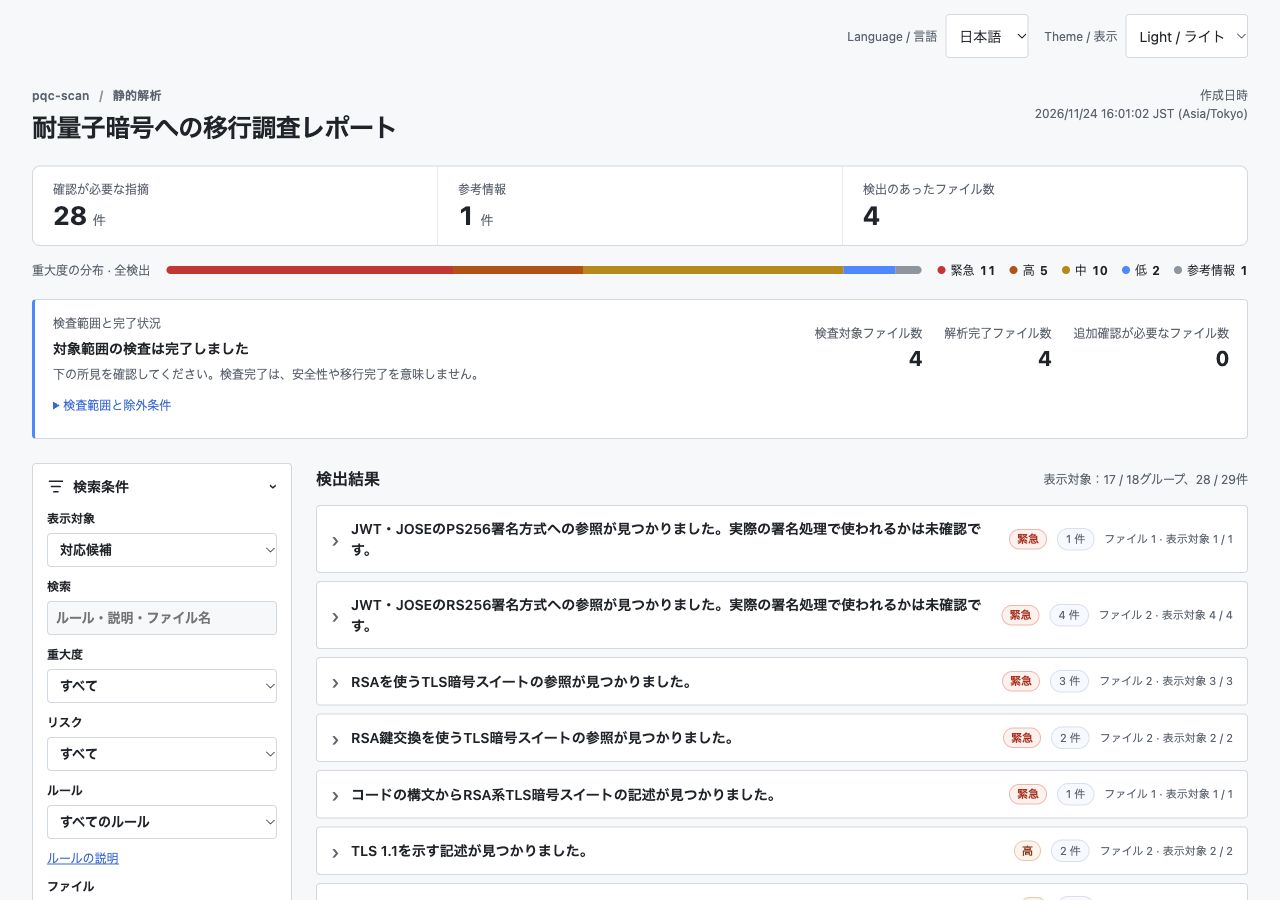 Language / 言語 日本語 Theme / 表示 Light / ライト
pqc-scan / 静的解析
耐量子暗号への移行調査レポート
作成日時
2026/11/24 16:01:02 JST (Asia/Tokyo)
確認が必要な指摘
28 件
参考情報
1 件
検出のあったファイル数
4
重大度の分布 · 全検出 緊急 11 高 5 中 10 低 2 参考情報 1
検査範囲と完了状況
対象範囲の検査は完了しました
下の所見を確認してください。検査完了は、安全性や移行完了を意味しません。
検査範囲と除外条件
検査対象ファイル数
4
解析完了ファイル数
4
追加確認が必要なファイル数
0
検索条件
表示対象
対応候補
検索
ルール・説明・ファイル名
重大度
すべて
リスク
すべて
ルール
すべてのルール
ルールの説明
ファイル
検出結果
表示対象：17 / 18グループ、28 / 29件
JWT・JOSEのPS256署名方式への参照が見つかりました。実際の署名処理で使われるかは未確認で
す。
緊急 1 件 ファイル 1 · 表示対象 1 / 1
JWT・JOSEのRS256署名方式への参照が見つかりました。実際の署名処理で使われるかは未確認で
す。
緊急 4 件 ファイル 2 · 表示対象 4 / 4
RSAを使うTLS暗号スイートの参照が見つかりました。 緊急 3 件 ファイル 2 · 表示対象 3 / 3
RSA鍵交換を使うTLS暗号スイートの参照が見つかりました。 緊急 2 件 ファイル 2 · 表示対象 2 / 2
コードの構文からRSA系TLS暗号スイートの記述が見つかりました。 緊急 1 件 ファイル 1 · 表示対象 1 / 1
TLS 1.1を示す記述が見つかりました。 高 2 件 ファイル 2 · 表示対象 2 / 2